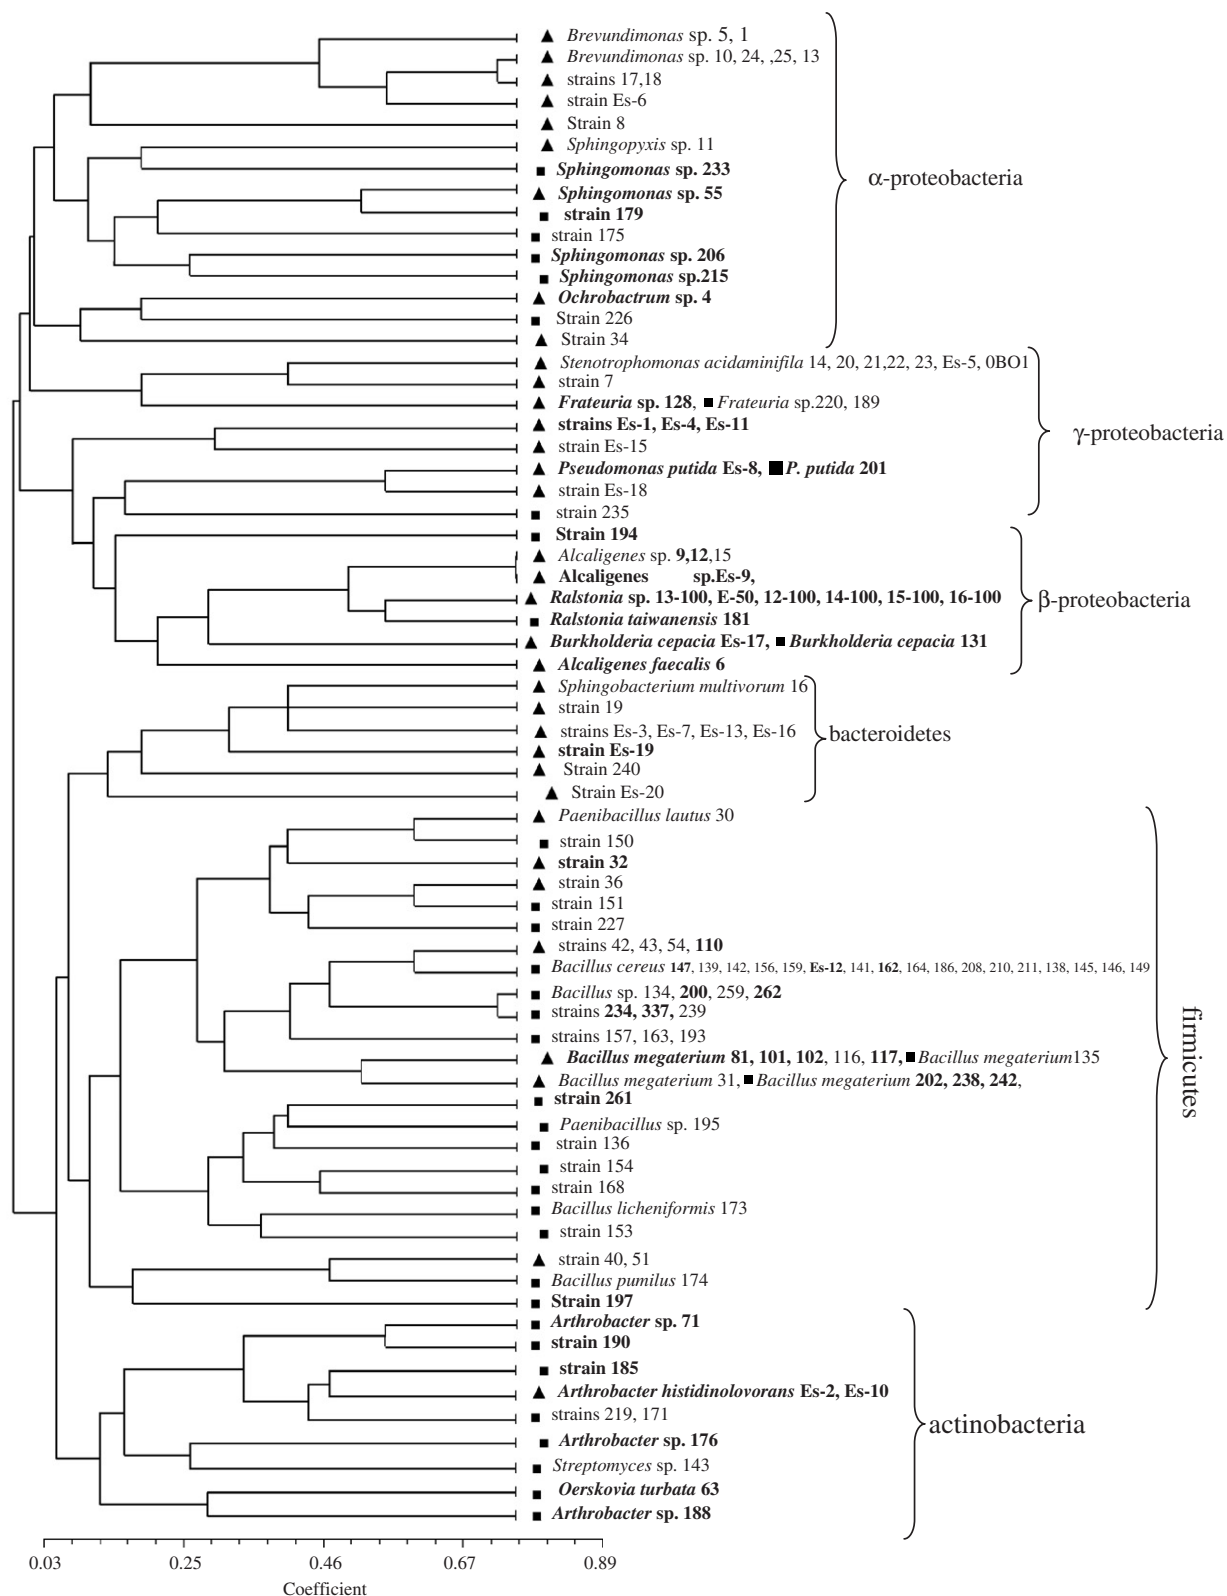 Brevundimonas sp. 5, 1
Brevundimonas sp. 10, 24, ,25, 13
strains 17,18
strain Es-6
Strain 8
Sphingopyxis sp. 11
Sphingomonas sp. 233
α-proteobacteria
Sphingomonas sp. 55
strain 179
strain 175
Sphingomonas sp. 206
Sphingomonas sp.215
Ochrobactrum sp. 4
Strain 226
Strain 34
Stenotrophomonas acidaminifila 14, 20, 21,22, 23, Es-5, 0BO1
strain 7
Frateuria sp. 128, ■ Frateuria sp.220, 189
strains Es-1, Es-4, Es-11
γ-proteobacteria
strain Es-15
Pseudomonas putida Es-8, ■ P. putida 201
strain Es-18
strain 235
Strain 194
Alcaligenes sp. 9,12,15
Alcaligenes sp.Es-9,
Ralstonia sp. 13-100, E-50, 12-100, 14-100, 15-100, 16-100
β-proteobacteria
Ralstonia taiwanensis 181
Burkholderia cepacia Es-17, ■ Burkholderia cepacia 131
Alcaligenes faecalis 6
Sphingobacterium multivorum 16
strain 19
strains Es-3, Es-7, Es-13, Es-16
bacteroidetes
strain Es-19
Strain 240
Strain Es-20
Paenibacillus lautus 30
strain 150
strain 32
strain 36
strain 151
strain 227
strains 42, 43, 54, 110
Bacillus cereus 147, 139, 142, 156, 159, Es-12, 141, 162, 164, 186, 208, 210, 211, 138, 145, 146, 149
Bacillus sp. 134, 200, 259, 262
strains 234, 337, 239
strains 157, 163, 193
firmicutes
Bacillus megaterium 81, 101, 102, 116, 117, ■ Bacillus megaterium135
Bacillus megaterium 31, ■ Bacillus megaterium 202, 238, 242,
strain 261
Paenibacillus sp. 195
strain 136
strain 154
strain 168
Bacillus licheniformis 173
strain 153
strain 40, 51
Bacillus pumilus 174
Strain 197
Arthrobacter sp. 71
strain 190
strain 185
Arthrobacter histidinolovorans Es-2, Es-10
strains 219, 171
actinobacteria
Arthrobacter sp. 176
Streptomyces sp. 143
Oerskovia turbata 63
Arthrobacter sp. 188
0.03 0.25 0.46 0.67 0.89
Coefficient